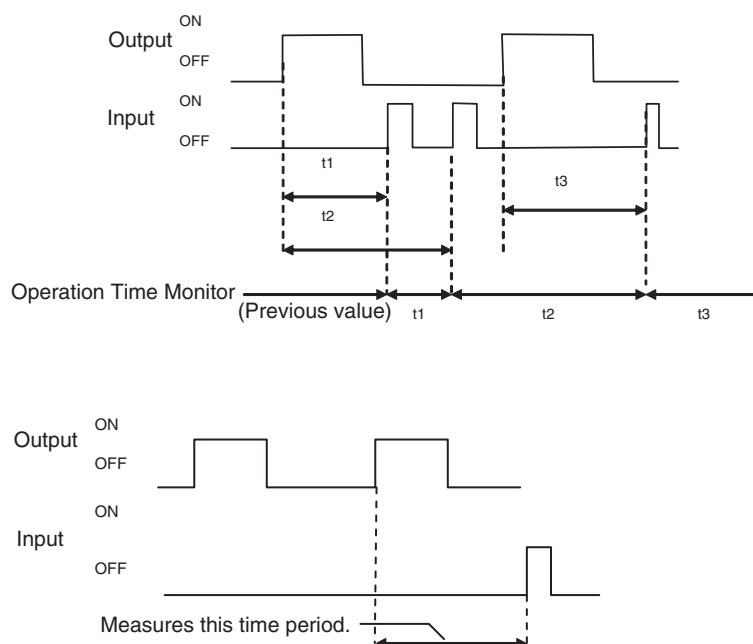 Output
ON
OFF
Input
ON
OFF
t1
t3
t2
Operation Time Monitor
(Previous value)
t1
t2
t3
Output
ON
OFF
Input
ON
OFF
Measures this time period.